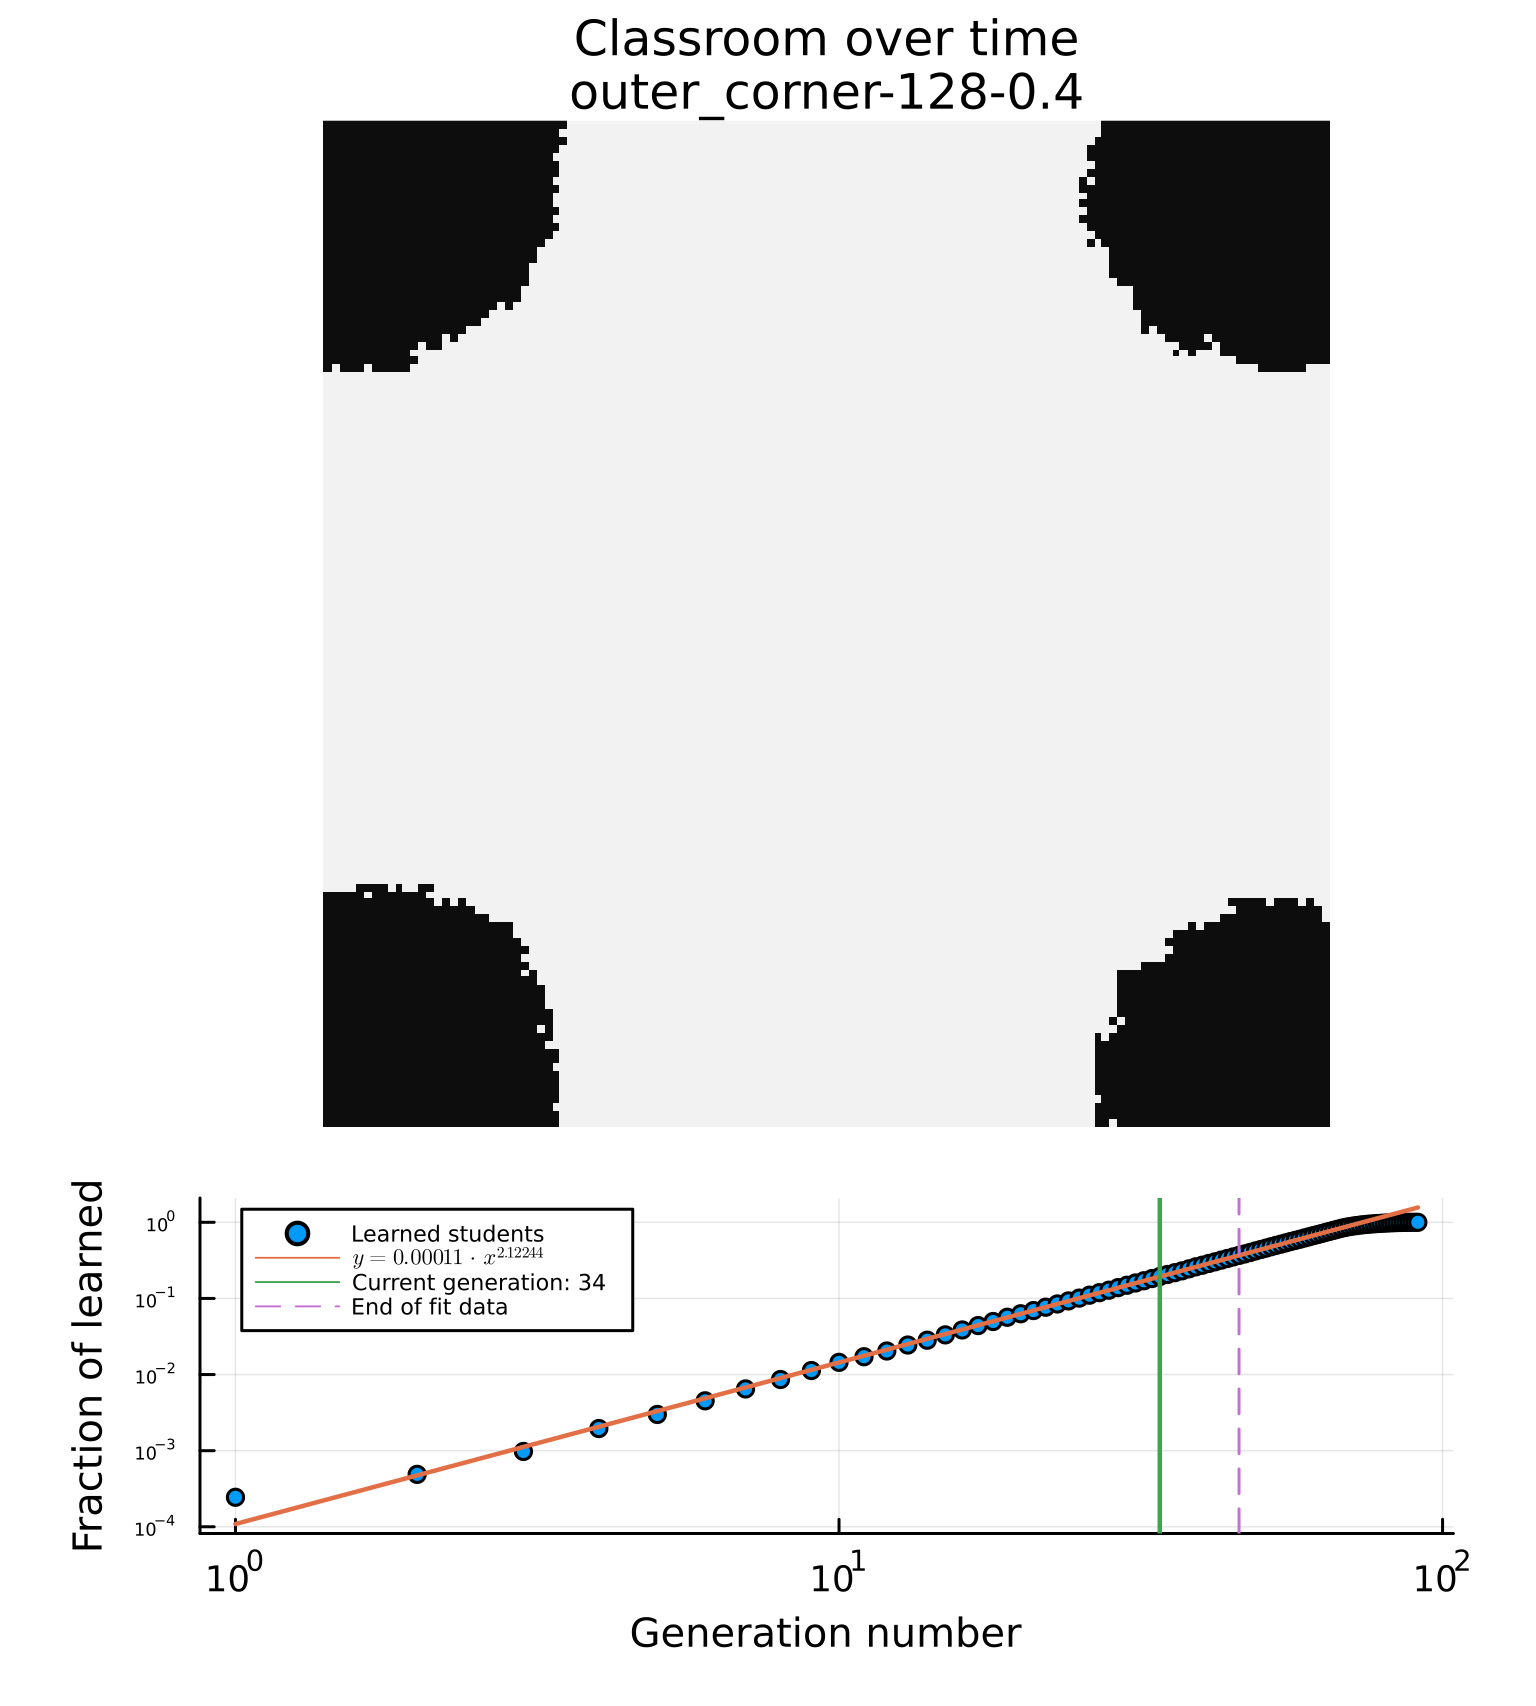 Classroom over time
outer_corner-128-0.4
Fraction of learned
10^0
10^-1
10^-2
10^-3
10^-4
Learned students
y = 0.00011 · x^2.12244
Current generation: 34
End of fit data
10^0 10^1 10^2
Generation number